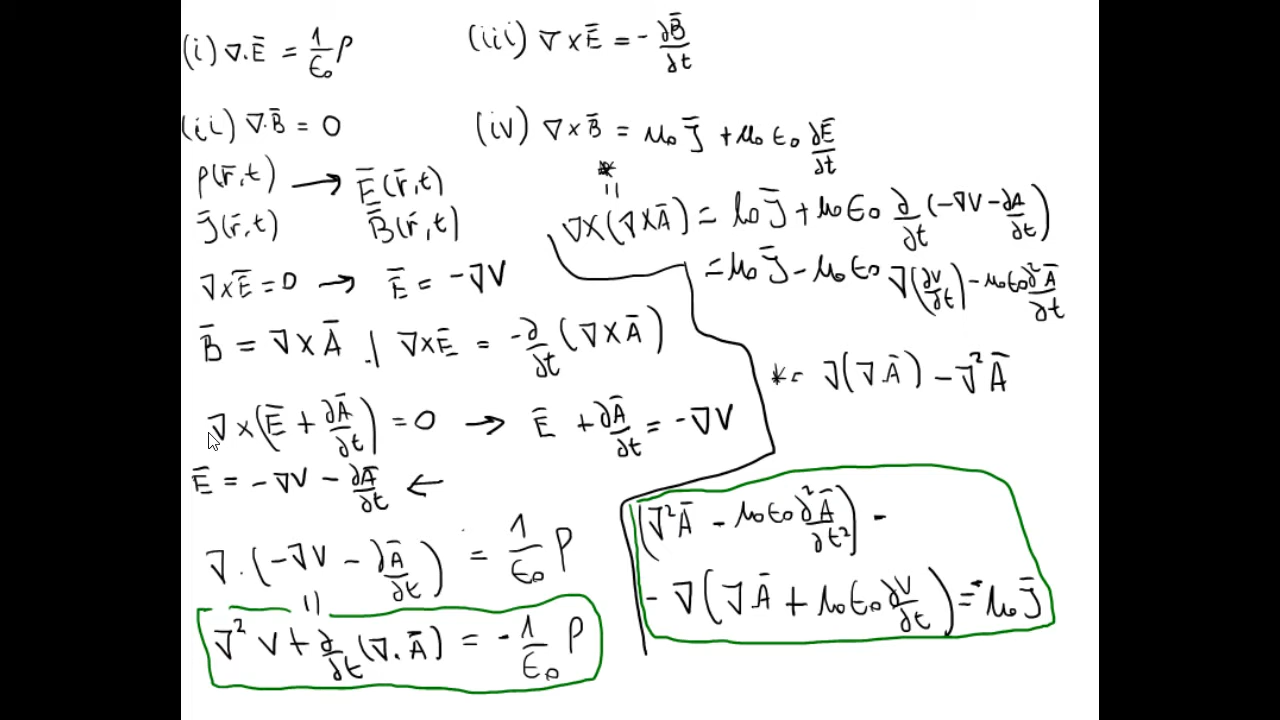 (i) ∇.Ē = 1/ε₀ ρ
(ii) ∇.B̄ = 0
ρ(r̄,t) → Ē(r̄,t)
J̄(r̄,t) B̄(r̄,t)
∇×Ē=0 → Ē = -∇V
B̄ = ∇×Ā .| ∇×Ē = -∂/∂t (∇×Ā)
∇×(Ē + ∂Ā/∂t) = 0 → Ē + ∂Ā/∂t = -∇V
Ē = -∇V - ∂Ā/∂t ←
∇.(-∇V - ∂Ā/∂t) = 1/ε₀ ρ
||
∇²V + ∂/∂t (∇.Ā) = -1/ε₀ ρ
(iii) ∇×Ē = -∂B̄/∂t
(iv) ∇×B̄ = μ₀J̄ + μ₀ε₀ ∂Ē/∂t
*
||
∇×(∇×Ā) = μ₀J̄ + μ₀ε₀ ∂/∂t (-∇V - ∂Ā/∂t)
= μ₀J̄ - μ₀ε₀ ∇(∂V/∂t) - μ₀ε₀ ∂²Ā/∂t
* = ∇(∇.Ā) - ∇²Ā
(∇²Ā - μ₀ε₀ ∂²Ā/∂t²) -
- ∇(∇.Ā + μ₀ε₀ ∂V/∂t) = -μ₀J̄